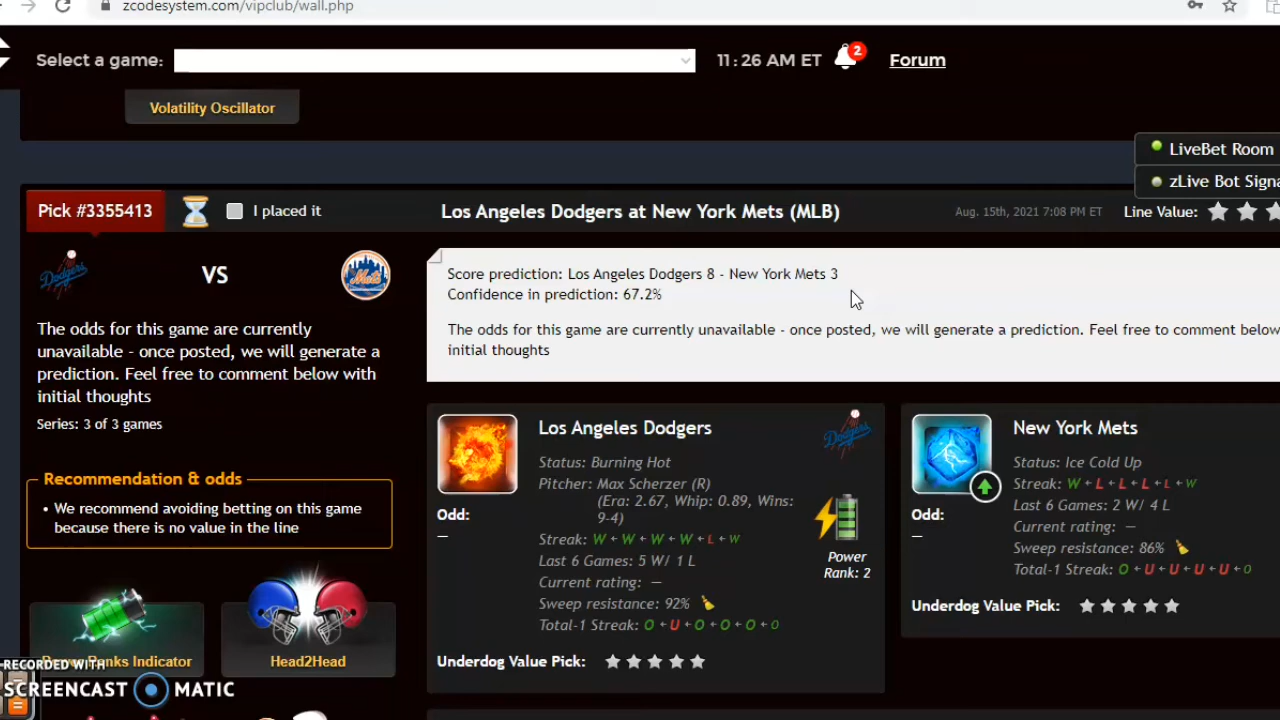 zcodesystem.com/vipclub/wall.php
Select a game:
11:26 AM ET
2
Forum
Volatility Oscillator
LiveBet Room
zLive Bot Signa
Pick #3355413
I placed it
Los Angeles Dodgers at New York Mets (MLB)
Aug. 15th, 2021 7:08 PM ET
Line Value:
Dodgers
VS
Mets
Score prediction: Los Angeles Dodgers 8 - New York Mets 3
Confidence in prediction: 67.2%
The odds for this game are currently unavailable - once posted, we will generate a prediction. Feel free to comment below
initial thoughts
The odds for this game are currently
unavailable - once posted, we will generate a
prediction. Feel free to comment below with
initial thoughts
Series: 3 of 3 games
Recommendation & odds
• We recommend avoiding betting on this game
because there is no value in the line
Head2Head
Los Angeles Dodgers
Dodgers
Status: Burning Hot
Pitcher: Max Scherzer (R)
(Era: 2.67, Whip: 0.89, Wins:
9-4)
Odd:
—
Streak: W←W←W←W←L←W
Last 6 Games: 5 W/ 1 L
Current rating: —
Sweep resistance: 92%
Total-1 Streak: O←U←O←O←O←O
Power
Rank: 2
Underdog Value Pick:
New York Mets
Status: Ice Cold Up
Streak: W←L←L←L←L←W
Last 6 Games: 2 W/ 4 L
Odd:
—
Current rating: —
Sweep resistance: 86%
Total-1 Streak: O←U←U←U←U←O
Underdog Value Pick:
Ranks Indicator
RECORDED WITH
SCREENCAST MATIC